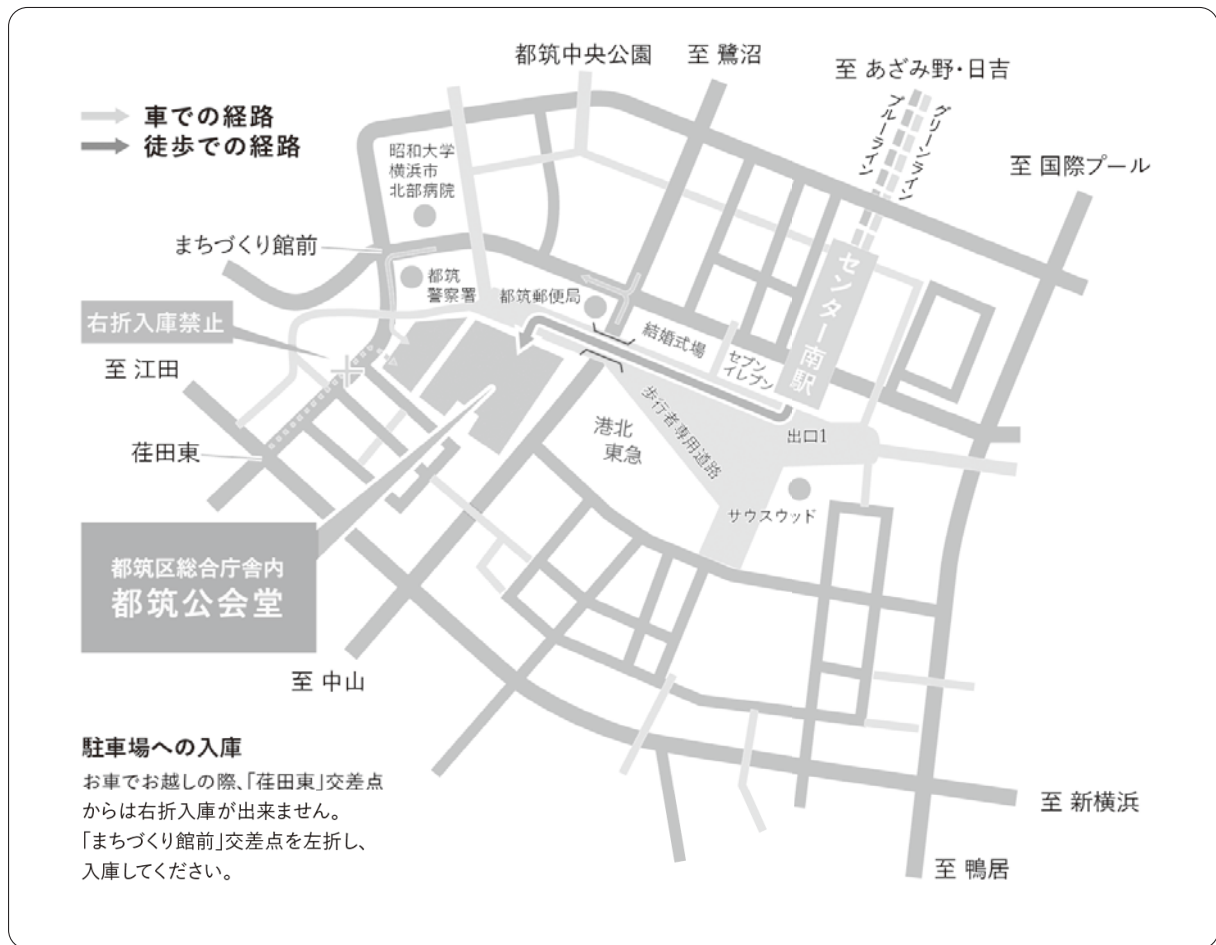 都筑中央公園
至 鷺沼
至 あざみ野・日吉
ブルーライン
グリーンライン
至 国際プール
車での経路
徒歩での経路
昭和大学
横浜市
北部病院
まちづくり館前
都筑
警察署
都筑郵便局
結婚式場
セブン
イレブン
センター南駅
右折入庫禁止
至 江田
荏田東
港北
東急
歩行者専用道路
出口1
サウスウッド
都筑区総合庁舎内
都筑公会堂
至 中山
駐車場への入庫
お車でお越しの際、「荏田東」交差点
からは右折入庫が出来ません。
「まちづくり館前」交差点を左折し、
入庫してください。
至 新横浜
至 鴨居